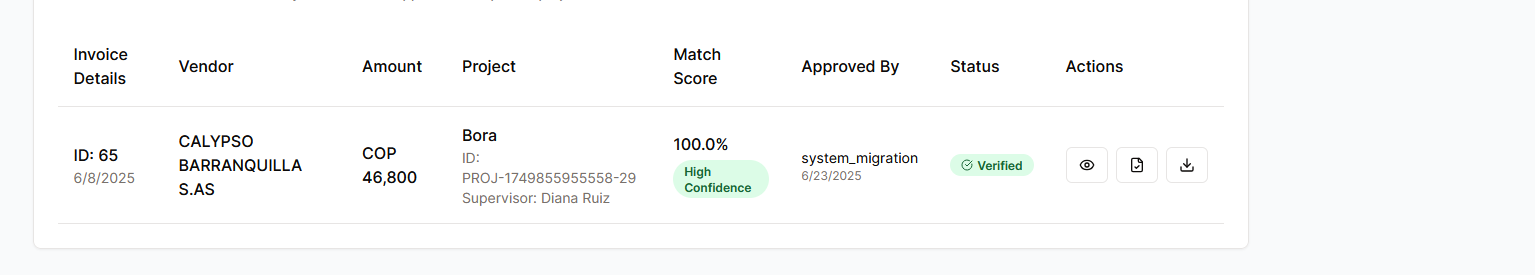 Invoice Details
Vendor
Amount
Project
Match Score
Approved By
Status
Actions
ID: 65
6/8/2025
CALYPSO
BARRANQUILLA
S.AS
COP
46,800
Bora
ID:
PROJ-1749855955558-29
Supervisor: Diana Ruiz
100.0%
High
Confidence
system_migration
6/23/2025
Verified